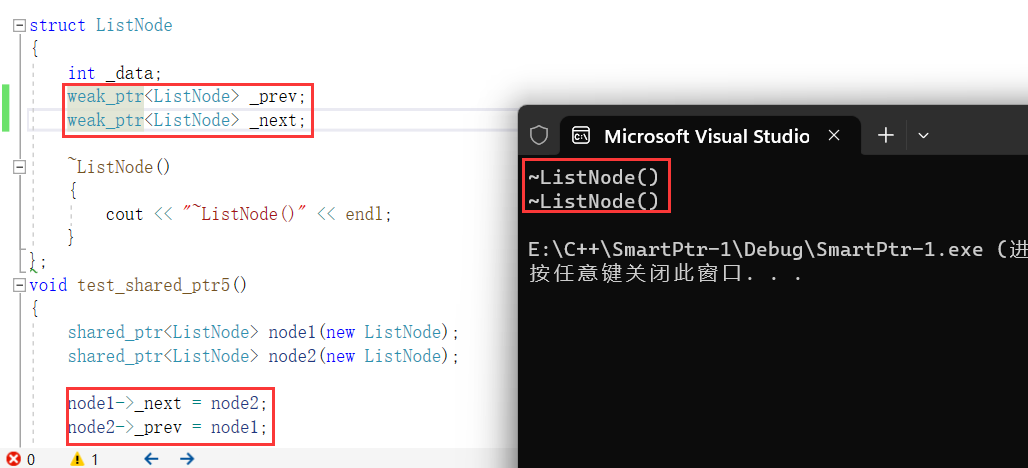 struct ListNode
{
    int _data;
    weak_ptr<ListNode> _prev;
    weak_ptr<ListNode> _next;
    ~ListNode()
    {
        cout << "~ListNode()" << endl;
    }
};
void test_shared_ptr5()
{
    shared_ptr<ListNode> node1(new ListNode);
    shared_ptr<ListNode> node2(new ListNode);
    node1->_next = node2;
    node2->_prev = node1;
0 1
Microsoft Visual Studio
~ListNode()
~ListNode()
E:\C++\SmartPtr-1\Debug\SmartPtr-1.exe (进
按任意键关闭此窗口. . .